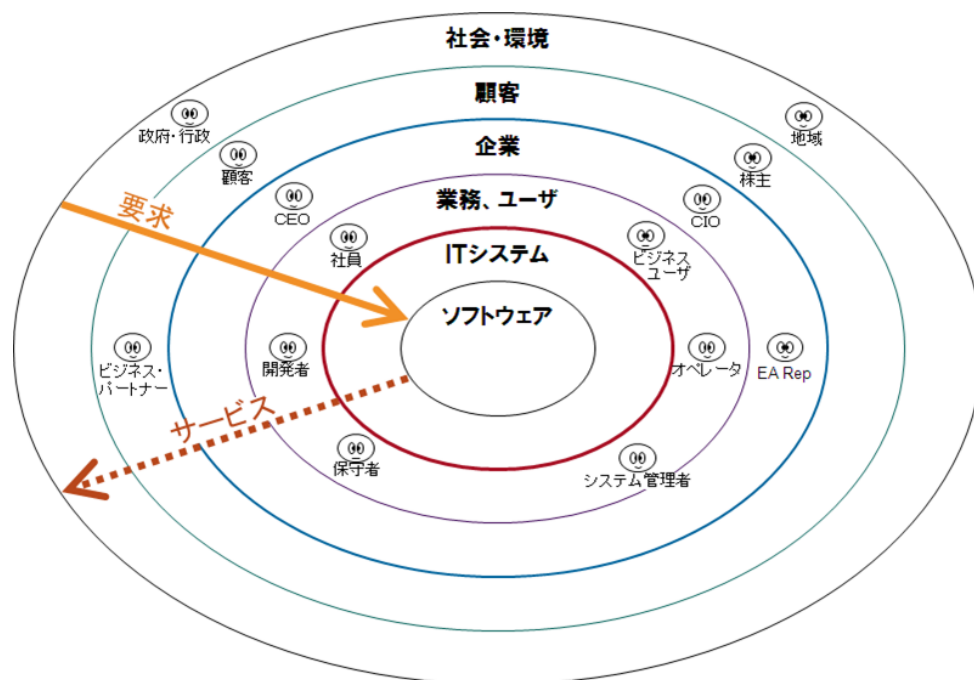 社会・環境
顧客
政府・行政
地域
企業
顧客
株主
業務、ユーザ
CEO
CIO
要求
社員
ITシステム
ビジネス
ユーザ
ソフトウェア
ビジネス・
パートナー
開発者
オペレータ
EA Rep
サービス
保守者
システム管理者